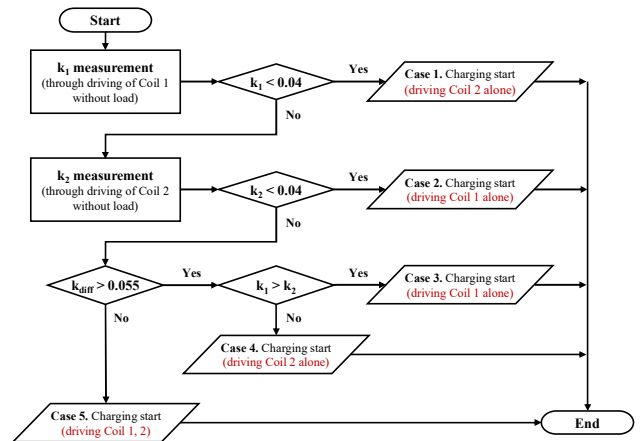 Start
k₁ measurement
(through driving of Coil 1
without load)
k₁ < 0.04
Yes
Case 1. Charging start
(driving Coil 2 alone)
No
k₂ measurement
(through driving of Coil 2
without load)
k₂ < 0.04
Yes
Case 2. Charging start
(driving Coil 1 alone)
No
k_diff > 0.055
Yes
k₁ > k₂
Yes
Case 3. Charging start
(driving Coil 1 alone)
No
No
Case 4. Charging start
(driving Coil 2 alone)
Case 5. Charging start
(driving Coil 1, 2)
End